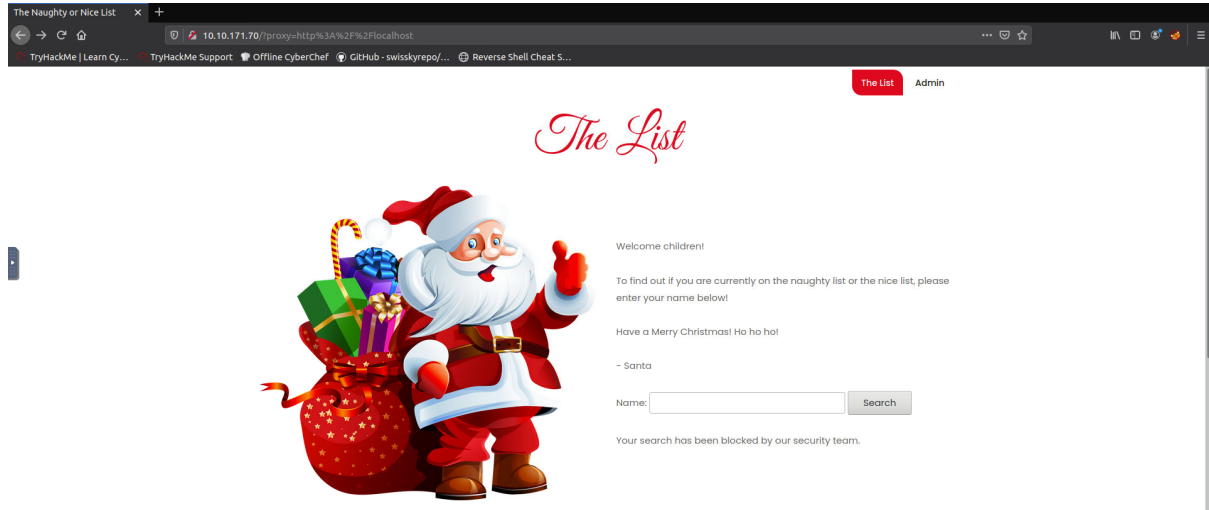 The Naughty or Nice List
10.10.171.70/?proxy=http%3A%2F%2Flocalhost
TryHackMe | Learn Cy... TryHackMe Support Offline CyberChef GitHub - swisskyrepo/... Reverse Shell Cheat S...
The List Admin
The List
Welcome children!
To find out if you are currently on the naughty list or the nice list, please
enter your name below!
Have a Merry Christmas! Ho ho ho!
- Santa
Name: Search
Your search has been blocked by our security team.